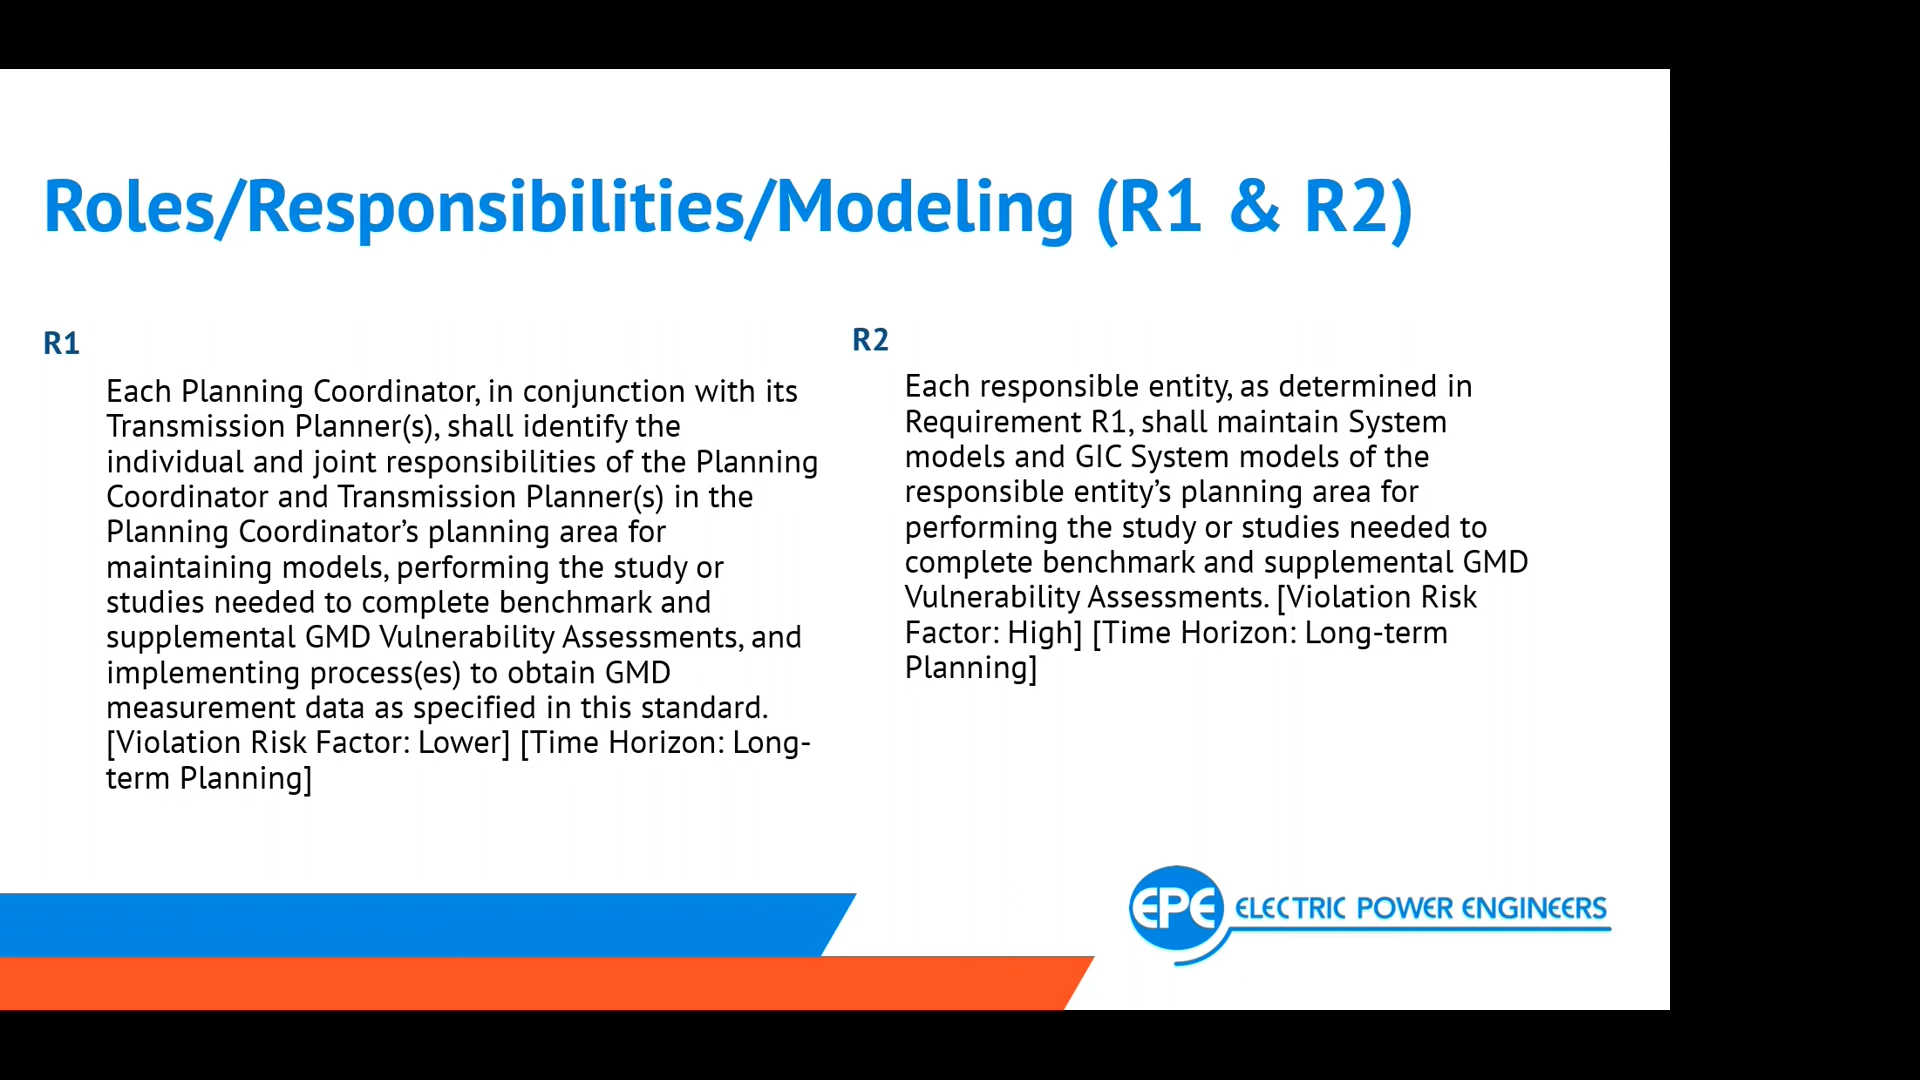 Roles/Responsibilities/Modeling (R1 & R2)
R1
Each Planning Coordinator, in conjunction with its
Transmission Planner(s), shall identify the
individual and joint responsibilities of the Planning
Coordinator and Transmission Planner(s) in the
Planning Coordinator’s planning area for
maintaining models, performing the study or
studies needed to complete benchmark and
supplemental GMD Vulnerability Assessments, and
implementing process(es) to obtain GMD
measurement data as specified in this standard.
[Violation Risk Factor: Lower] [Time Horizon: Long-
term Planning]
R2
Each responsible entity, as determined in
Requirement R1, shall maintain System
models and GIC System models of the
responsible entity’s planning area for
performing the study or studies needed to
complete benchmark and supplemental GMD
Vulnerability Assessments. [Violation Risk
Factor: High] [Time Horizon: Long-term
Planning]
EPE ELECTRIC POWER ENGINEERS